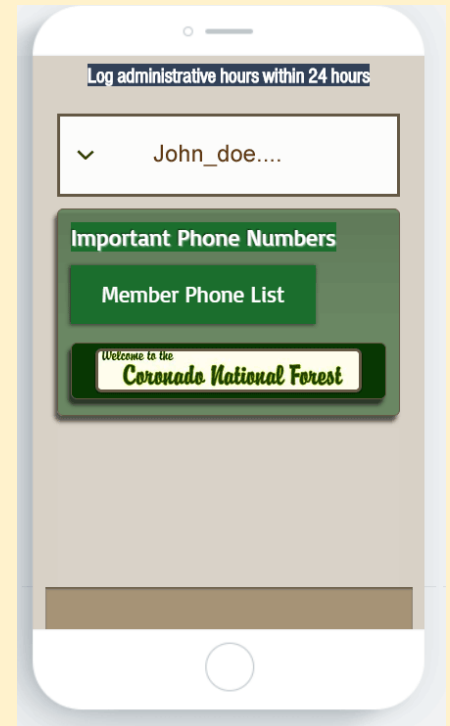 Log administrative hours within 24 hours
John_doe....
Important Phone Numbers
Member Phone List
Welcome to the
Coronado National Forest